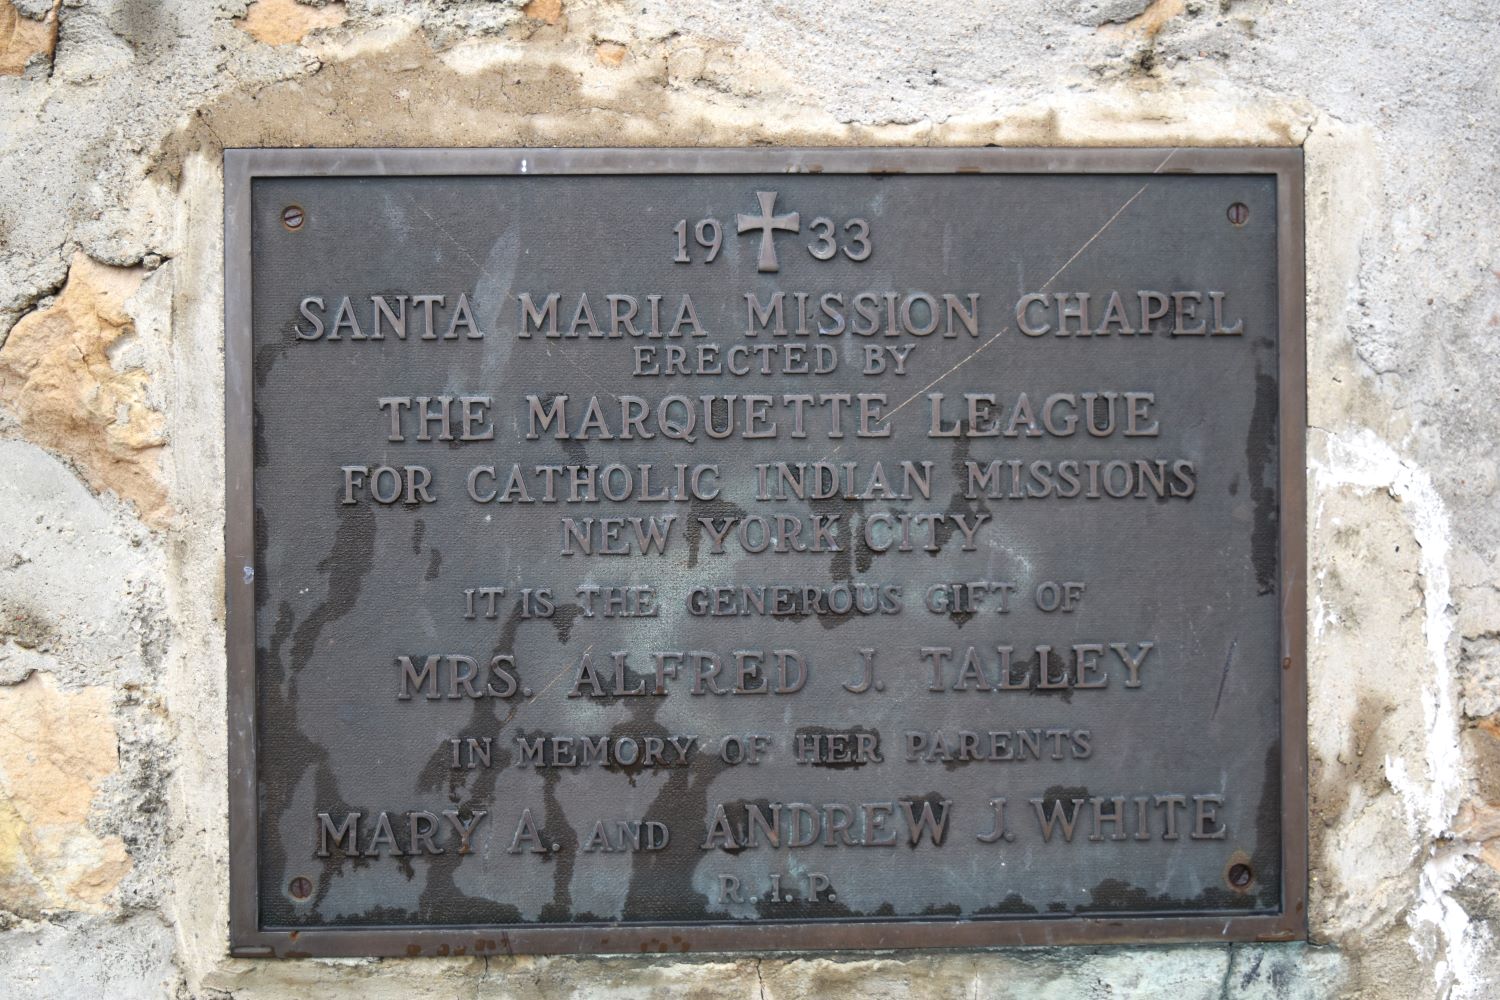 19 33
SANTA MARIA MISSION CHAPEL
ERECTED BY
THE MARQUETTE LEAGUE
FOR CATHOLIC INDIAN MISSIONS
NEW YORK CITY
IT IS THE GENEROUS GIFT OF
MRS. ALFRED J. TALLEY
IN MEMORY OF HER PARENTS
MARY A. AND ANDREW J. WHITE
R.I.P.